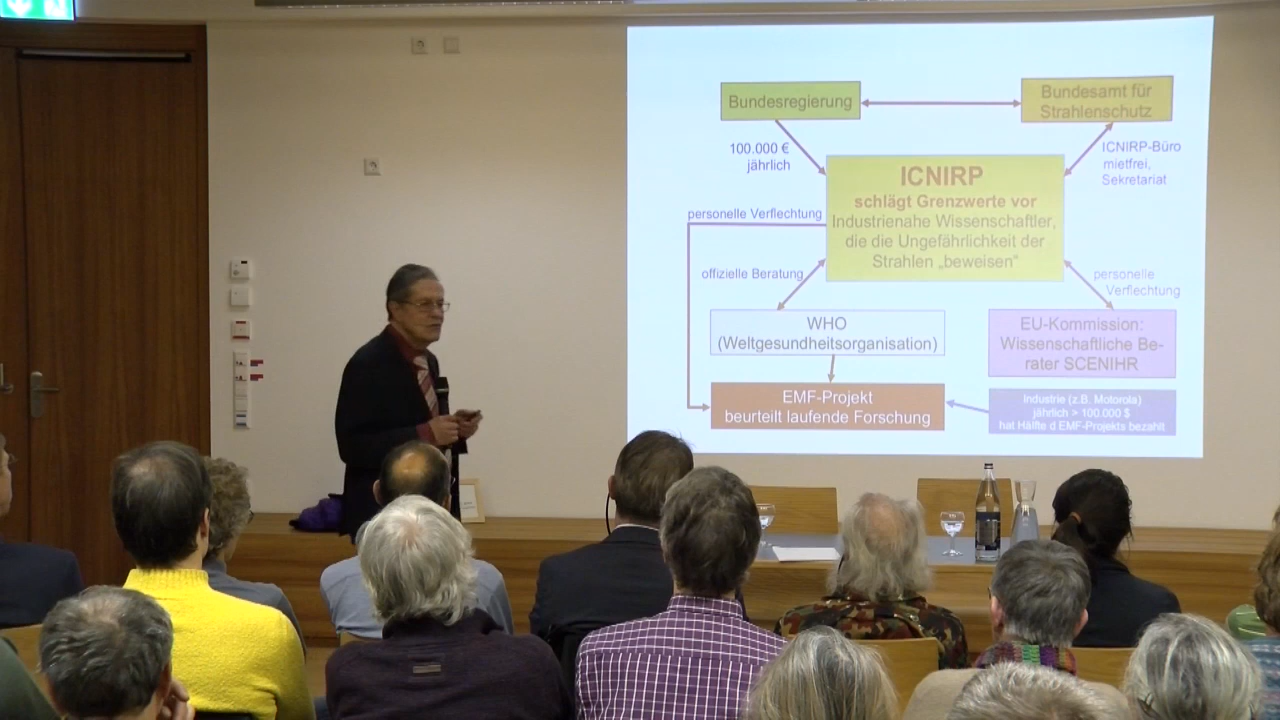 Bundesregierung
Bundesamt für
Strahlenschutz
100.000 €
jährlich
ICNIRP-Büro
mietfrei,
Sekretariat
ICNIRP
schlägt Grenzwerte vor
Industrienahe Wissenschaftler,
die die Ungefährlichkeit der
Strahlen „beweisen“
personelle Verflechtung
offizielle Beratung
personelle
Verflechtung
WHO
(Weltgesundheitsorganisation)
EU-Kommission:
Wissenschaftliche Be-
rater SCENIHR
EMF-Projekt
beurteilt laufende Forschung
Industrie (z.B. Motorola)
jährlich > 100.000 $
hat Hälfte d EMF-Projekts bezahlt